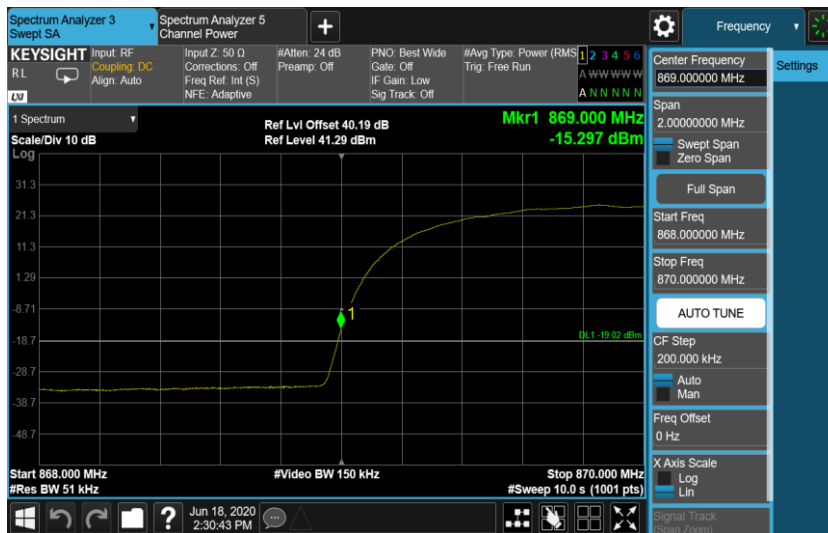 Spectrum Analyzer 3
Swept SA
Spectrum Analyzer 5
Channel Power
Frequency
KEYSIGHT
RL
LXI
Input: RF
Coupling: DC
Align: Auto
Input Z: 50 Ω
Corrections: Off
Freq Ref: Int (S)
NFE: Adaptive
#Atten: 24 dB
Preamp: Off
PNO: Best Wide
Gate: Off
IF Gain: Low
Sig Track: Off
#Avg Type: Power (RMS
Trig: Free Run
1 2 3 4 5 6
A W W W W W
A N N N N N
1 Spectrum
Scale/Div 10 dB
Ref Lvl Offset 40.19 dB
Ref Level 41.29 dBm
Mkr1 869.000 MHz
-15.297 dBm
Log
31.3
21.3
11.3
1.29
-8.71
-18.7
-28.7
-38.7
-48.7
1
DL1 -19.02 dBm
Start 868.000 MHz
#Res BW 51 kHz
#Video BW 150 kHz
Stop 870.000 MHz
#Sweep 10.0 s (1001 pts)
Jun 18, 2020
2:30:43 PM
?
Center Frequency
869.000000 MHz
Settings
Span
2.00000000 MHz
Swept Span
Zero Span
Full Span
Start Freq
868.000000 MHz
Stop Freq
870.000000 MHz
AUTO TUNE
CF Step
200.000 kHz
Auto
Man
Freq Offset
0 Hz
X Axis Scale
Log
Lin
Signal Track
(Span Zoom)